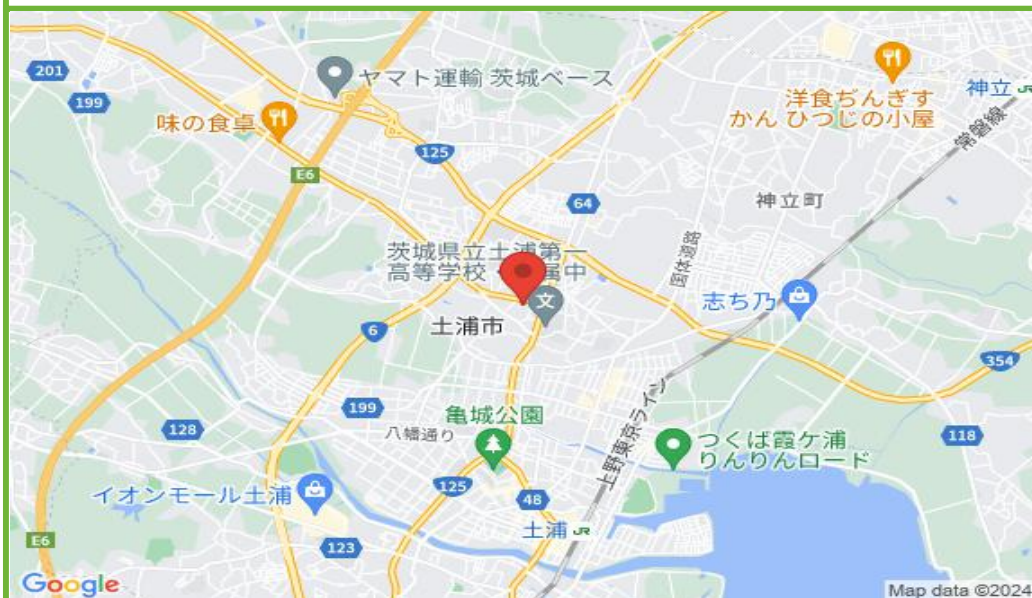 201
ヤマト運輸 茨城ベース
199
味の食卓
洋食ぢんぎす
かん ひつじの小屋
神立
JR
常磐線
125
E6
64
神立町
茨城県立土浦第一
高等学校
属中
国体道路
文
志ち乃
土浦市
6
354
199
亀城公園
八幡通り
128
118
上野東京ライン
つくば霞ケ浦
りんりんロード
イオンモール土浦
125
48
土浦 JR
E6
123
Google
Map data ©2024